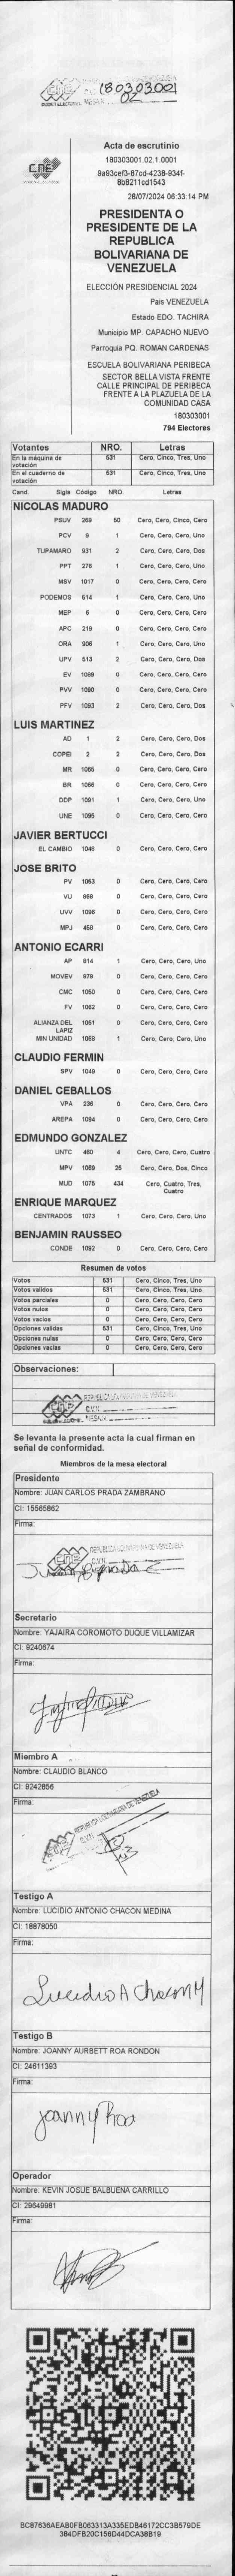 180303001
02
CNE
Acta de escrutinio
180303001.02.1.0001
9a93cef3-87cd-4238-934f-
8b8211cd1543
28/07/2024 06:33:14 PM
PRESIDENTA O
PRESIDENTE DE LA
REPUBLICA
BOLIVARIANA DE
VENEZUELA
ELECCIÓN PRESIDENCIAL 2024
País VENEZUELA
Estado EDO. TACHIRA
Municipio MP. CAPACHO NUEVO
Parroquia PQ. ROMAN CARDENAS
ESCUELA BOLIVARIANA PERIBECA
SECTOR BELLA VISTA FRENTE
CALLE PRINCIPAL DE PERIBECA
FRENTE A LA PLAZUELA DE LA
COMUNIDAD CASA
180303001
794 Electores
Votantes NRO. Letras
En la máquina de votación 531 Cero, Cinco, Tres, Uno
En el cuaderno de votación 531 Cero, Cinco, Tres, Uno
Cand. Sigla Código NRO. Letras
NICOLAS MADURO
PSUV 269 50 Cero, Cero, Cinco, Cero
PCV 9 1 Cero, Cero, Cero, Uno
TUPAMARO 931 2 Cero, Cero, Cero, Dos
PPT 276 1 Cero, Cero, Cero, Uno
MSV 1017 0 Cero, Cero, Cero, Cero
PODEMOS 514 1 Cero, Cero, Cero, Uno
MEP 6 0 Cero, Cero, Cero, Cero
APC 219 0 Cero, Cero, Cero, Cero
ORA 906 1 Cero, Cero, Cero, Uno
UPV 513 2 Cero, Cero, Cero, Dos
EV 1089 0 Cero, Cero, Cero, Cero
PVV 1090 0 Cero, Cero, Cero, Cero
PFV 1093 2 Cero, Cero, Cero, Dos
LUIS MARTINEZ
AD 1 2 Cero, Cero, Cero, Dos
COPEI 2 2 Cero, Cero, Cero, Dos
MR 1065 0 Cero, Cero, Cero, Cero
BR 1066 0 Cero, Cero, Cero, Cero
DDP 1091 1 Cero, Cero, Cero, Uno
UNE 1095 0 Cero, Cero, Cero, Cero
JAVIER BERTUCCI
EL CAMBIO 1048 0 Cero, Cero, Cero, Cero
JOSE BRITO
PV 1053 0 Cero, Cero, Cero, Cero
VU 868 0 Cero, Cero, Cero, Cero
UVV 1096 0 Cero, Cero, Cero, Cero
MPJ 458 0 Cero, Cero, Cero, Cero
ANTONIO ECARRI
AP 914 1 Cero, Cero, Cero, Uno
MOVEV 979 0 Cero, Cero, Cero, Cero
CMC 1050 0 Cero, Cero, Cero, Cero
FV 1062 0 Cero, Cero, Cero, Cero
ALIANZA DEL LAPIZ 1051 0 Cero, Cero, Cero, Cero
MIN UNIDAD 1088 1 Cero, Cero, Cero, Uno
CLAUDIO FERMIN
SPV 1049 0 Cero, Cero, Cero, Cero
DANIEL CEBALLOS
VPA 236 0 Cero, Cero, Cero, Cero
AREPA 1094 0 Cero, Cero, Cero, Cero
EDMUNDO GONZALEZ
UNTC 460 4 Cero, Cero, Cero, Cuatro
MPV 1069 25 Cero, Cero, Dos, Cinco
MUD 1076 434 Cero, Cuatro, Tres, Cuatro
ENRIQUE MARQUEZ
CENTRADOS 1073 1 Cero, Cero, Cero, Uno
BENJAMIN RAUSSEO
CONDE 1092 0 Cero, Cero, Cero, Cero
Resumen de votos
Votos 531 Cero, Cinco, Tres, Uno
Votos validos 531 Cero, Cinco, Tres, Uno
Votos parciales 0 Cero, Cero, Cero, Cero
Votos nulos 0 Cero, Cero, Cero, Cero
Votos vacios 0 Cero, Cero, Cero, Cero
Opciones validas 531 Cero, Cinco, Tres, Uno
Opciones nulas 0 Cero, Cero, Cero, Cero
Opciones vacias 0 Cero, Cero, Cero, Cero
Observaciones:
Se levanta la presente acta la cual firman en
señal de conformidad.
Miembros de la mesa electoral
Presidente
Nombre: JUAN CARLOS PRADA ZAMBRANO
CI: 15565862
Firma:
Secretario
Nombre: YAJAIRA COROMOTO DUQUE VILLAMIZAR
CI: 9240674
Firma:
Miembro A
Nombre: CLAUDIO BLANCO
CI: 9242856
Firma:
REPUBLICA BOLIVARIANA DE VENEZUELA
Testigo A
Nombre: LUCIDIO ANTONIO CHACON MEDINA
CI: 18878050
Firma:
Lucidio A Chacon M
Testigo B
Nombre: JOANNY AURBETT ROA RONDON
CI: 24611393
Firma:
Joanny Roa
Operador
Nombre: KEVIN JOSUE BALBUENA CARRILLO
CI: 29649981
Firma:
BC87636AEAB0FB063313A335EDB46172CC3B579DE
384DFB20C156D44DCA38B19